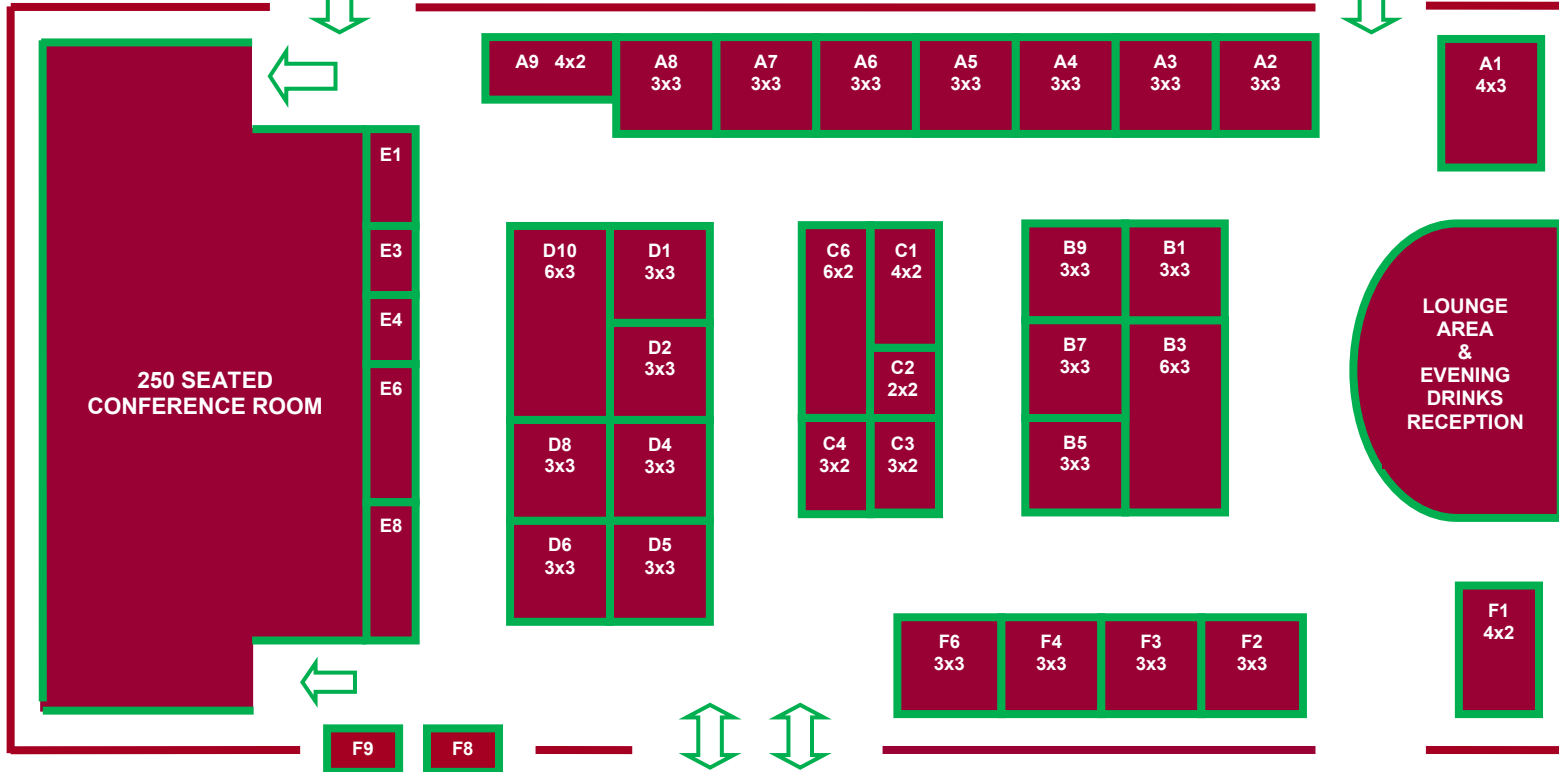 A9 4x2
A8
3x3
A7
3x3
A6
3x3
A5
3x3
A4
3x3
A3
3x3
A2
3x3
A1
4x3
E1
E3
E4
E6
E8
250 SEATED
CONFERENCE ROOM
D10
6x3
D1
3x3
D2
3x3
D8
3x3
D4
3x3
D6
3x3
D5
3x3
C6
6x2
C1
4x2
C2
2x2
C4
3x2
C3
3x2
B9
3x3
B1
3x3
B7
3x3
B3
6x3
B5
3x3
LOUNGE
AREA
&
EVENING
DRINKS
RECEPTION
F6
3x3
F4
3x3
F3
3x3
F2
3x3
F1
4x2
F9
F8